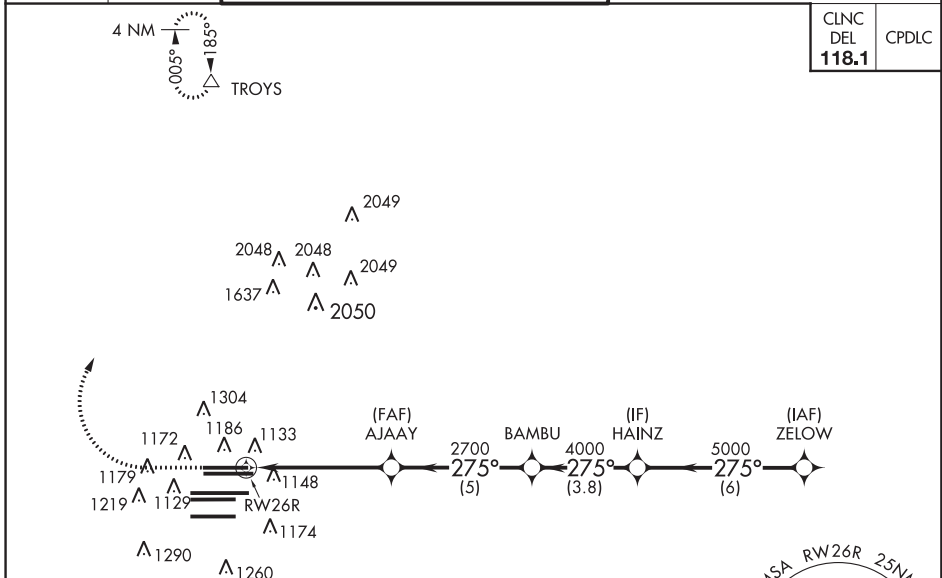 4 NM
005°
185°
TROYS
CLNC
DEL
118.1
CPDLC
2049
2048
2048
2049
1637
2050
1304
1186
1133
1172
1179
1148
1219
1129
RW26R
1174
1290
1260
(FAF)
AJAAY
2700
275°
(5)
BAMBU
4000
275°
(3.8)
(IF)
HAINZ
5000
275°
(6)
(IAF)
ZELOW
MSA RW26R 25NM